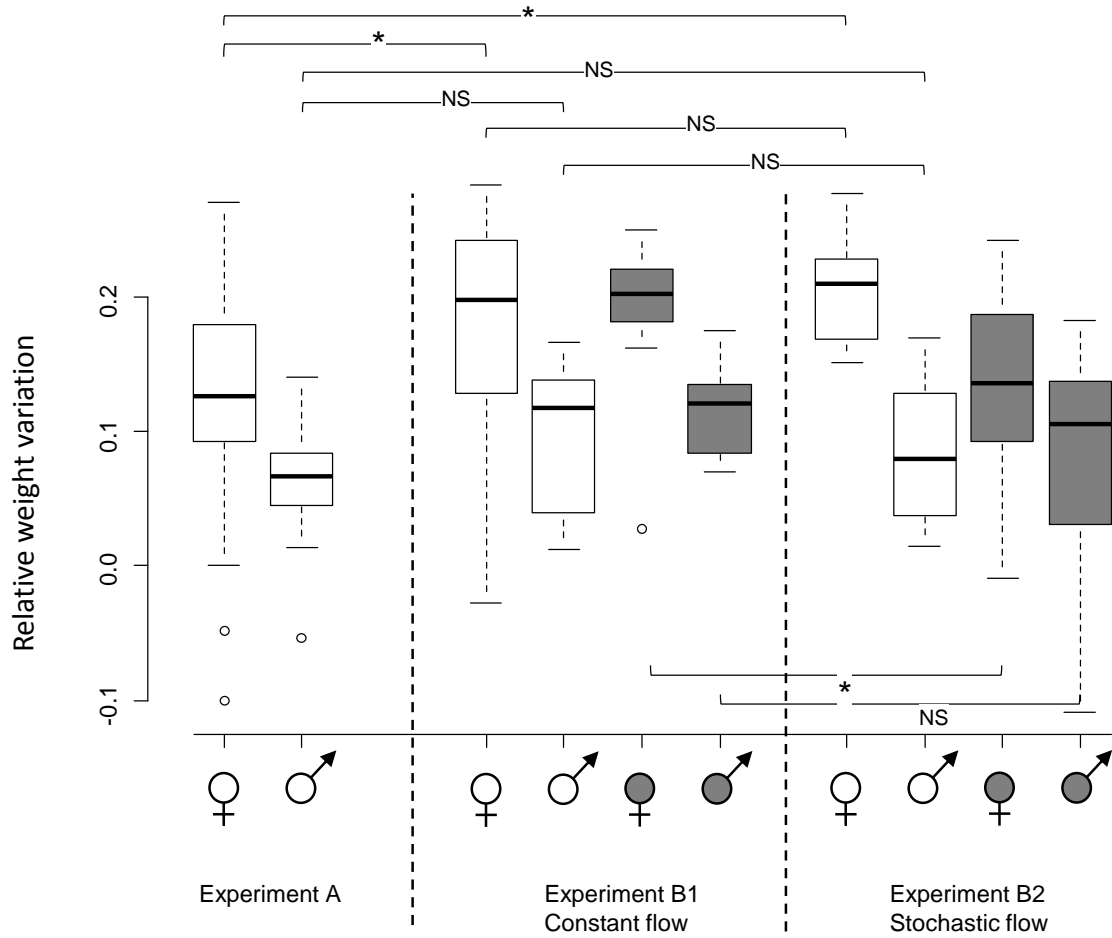 *
*
NS
NS
NS
NS
Relative weight variation
0.2
0.1
0.0
-0.1
*
NS
Experiment A
Experiment B1
Constant flow
Experiment B2
Stochastic flow